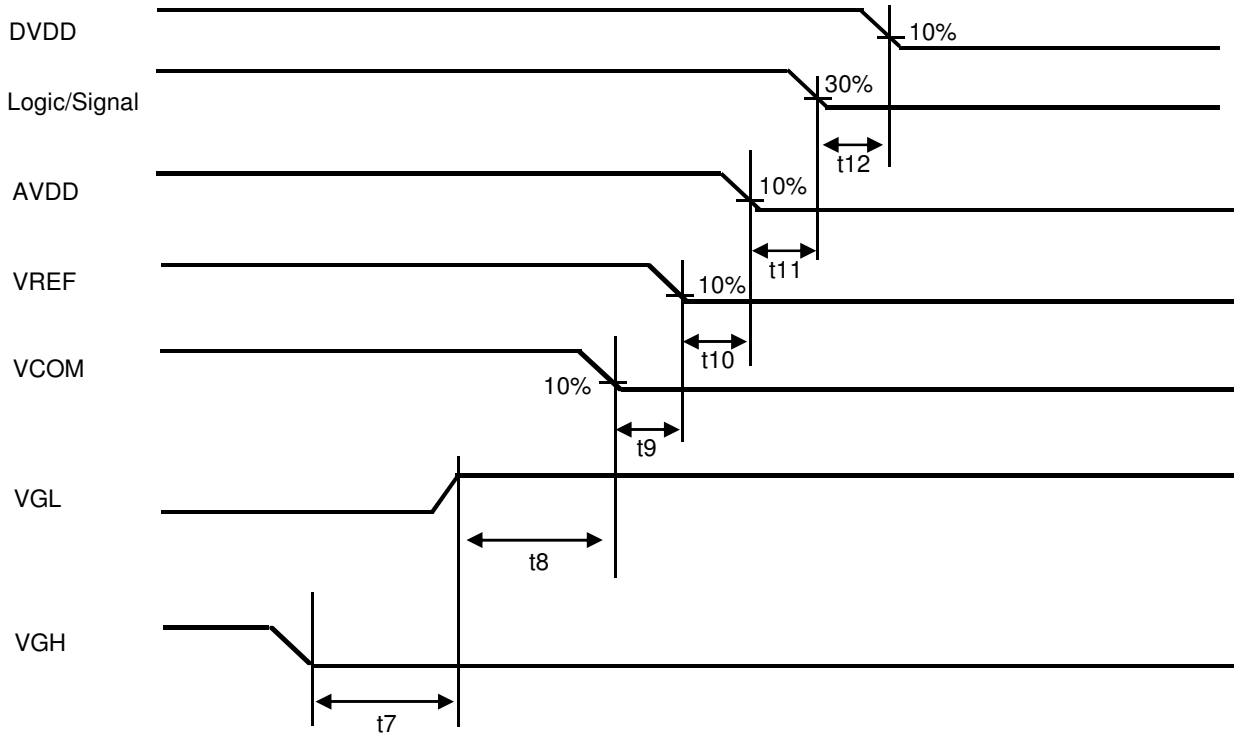 DVDD
10%
Logic/Signal
30%
t12
AVDD
10%
t11
VREF
10%
t10
VCOM
10%
t9
VGL
t8
VGH
t7